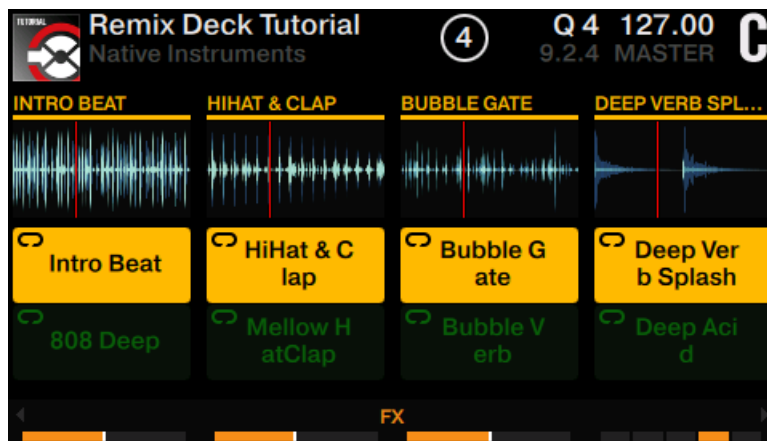 TUTORIAL
Remix Deck Tutorial
Native Instruments
4
Q 4 127.00
9.2.4 MASTER
C
INTRO BEAT
HIHAT & CLAP
BUBBLE GATE
DEEP VERB SPL...
Intro Beat
HiHat & C
lap
Bubble G
ate
Deep Ver
b Splash
808 Deep
Mellow H
atClap
Bubble V
erb
Deep Aci
d
FX